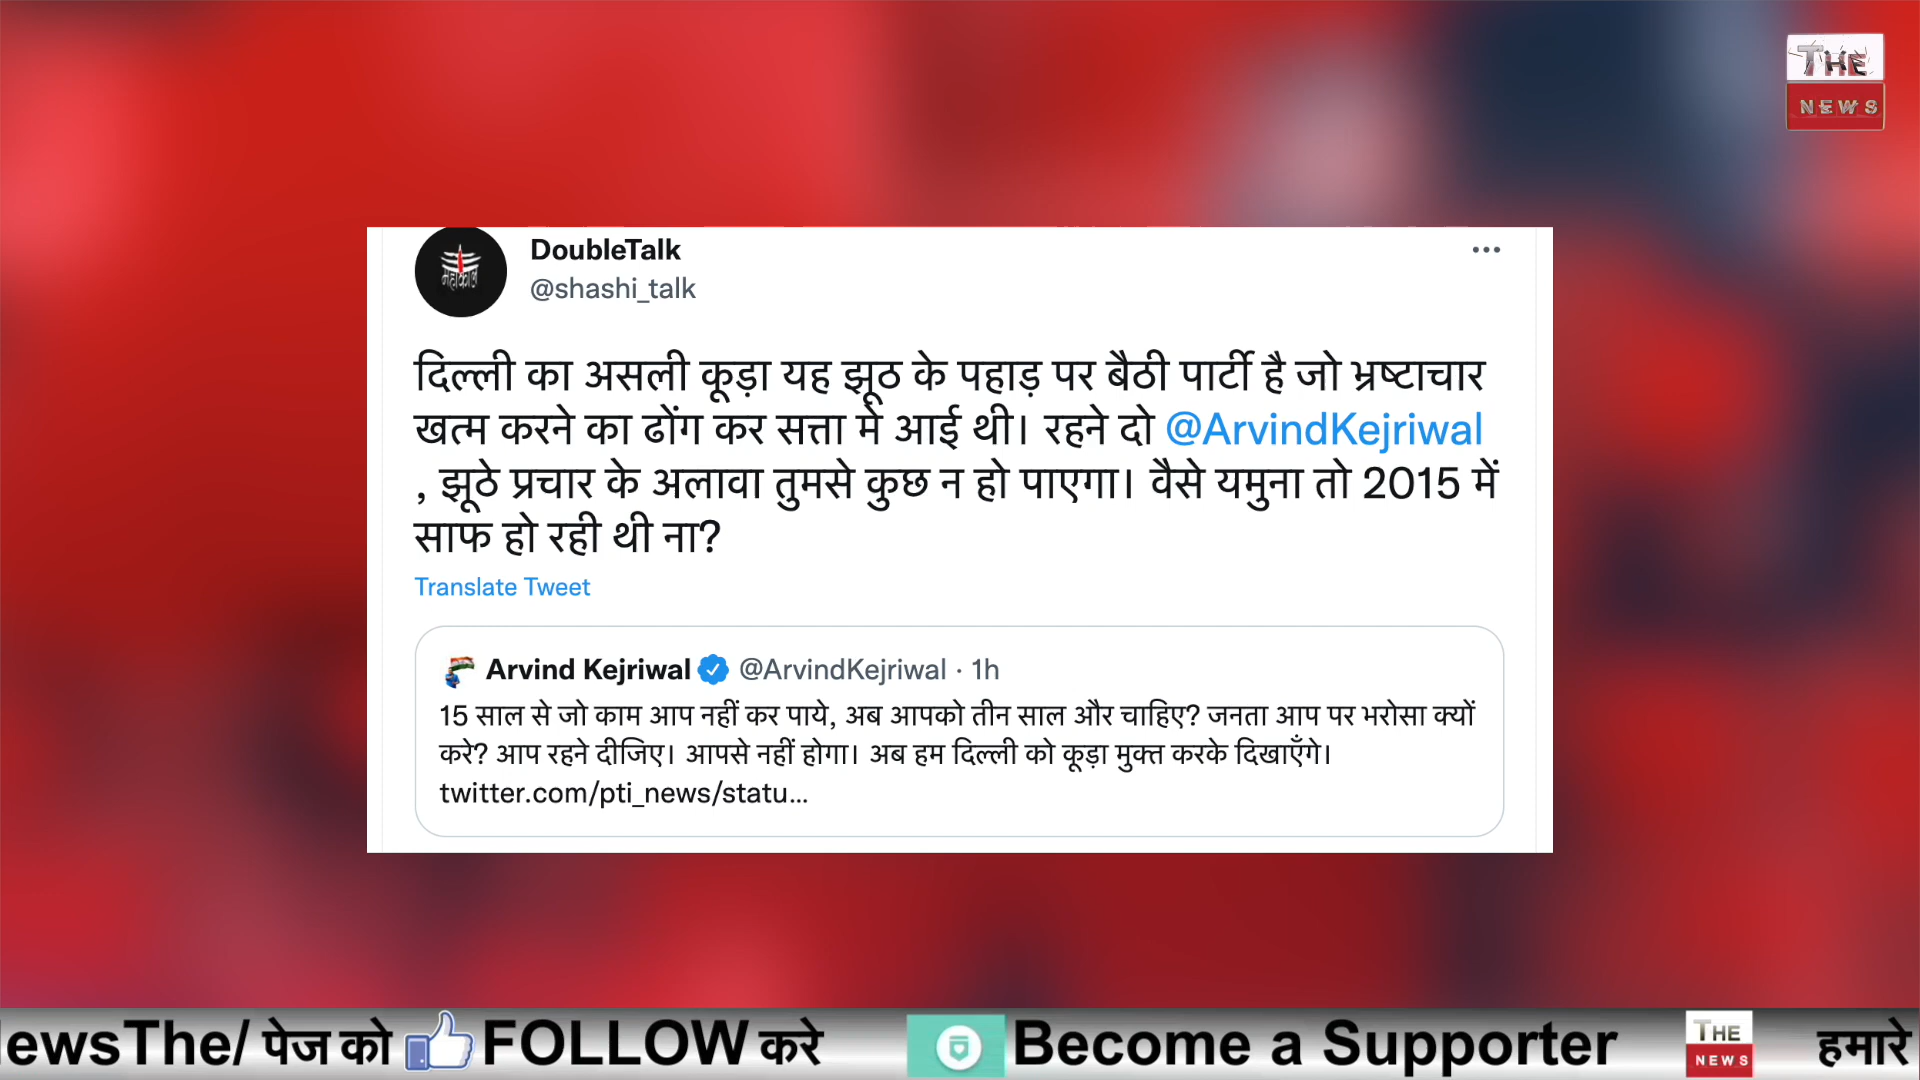 THE
NEWS
DoubleTalk
@shashi_talk
महाकाल
दिल्ली का असली कूड़ा यह झूठ के पहाड़ पर बैठी पार्टी है जो भ्रष्टाचार
खत्म करने का ढोंग कर सत्ता मे आई थी। रहने दो @ArvindKejriwal
, झूठे प्रचार के अलावा तुमसे कुछ न हो पाएगा। वैसे यमुना तो 2015 में
साफ हो रही थी ना?
Translate Tweet
Arvind Kejriwal @ArvindKejriwal · 1h
15 साल से जो काम आप नहीं कर पाये, अब आपको तीन साल और चाहिए? जनता आप पर भरोसा क्यों
करे? आप रहने दीजिए। आपसे नहीं होगा। अब हम दिल्ली को कूड़ा मुक्त करके दिखाएँगे।
twitter.com/pti_news/statu...
ewsThe/ पेज को FOLLOW करे Become a Supporter THE NEWS हमारे